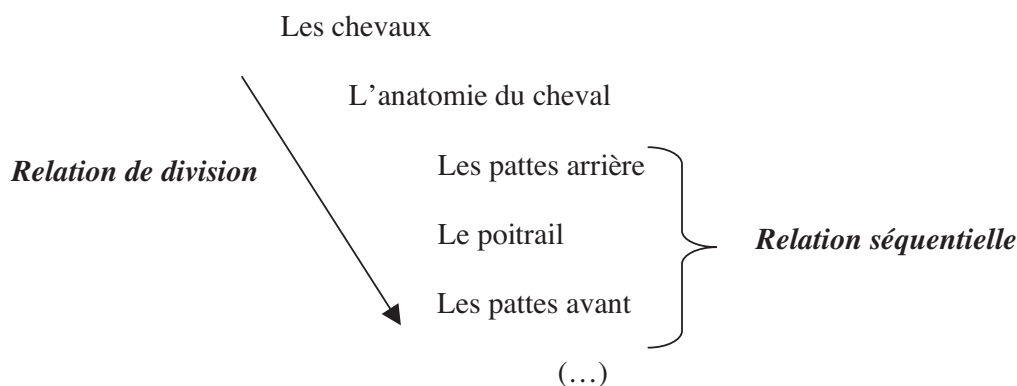 Les chevaux
L'anatomie du cheval
Les pattes arrière
Relation de division
Le poitrail
Relation séquentielle
Les pattes avant
(…)